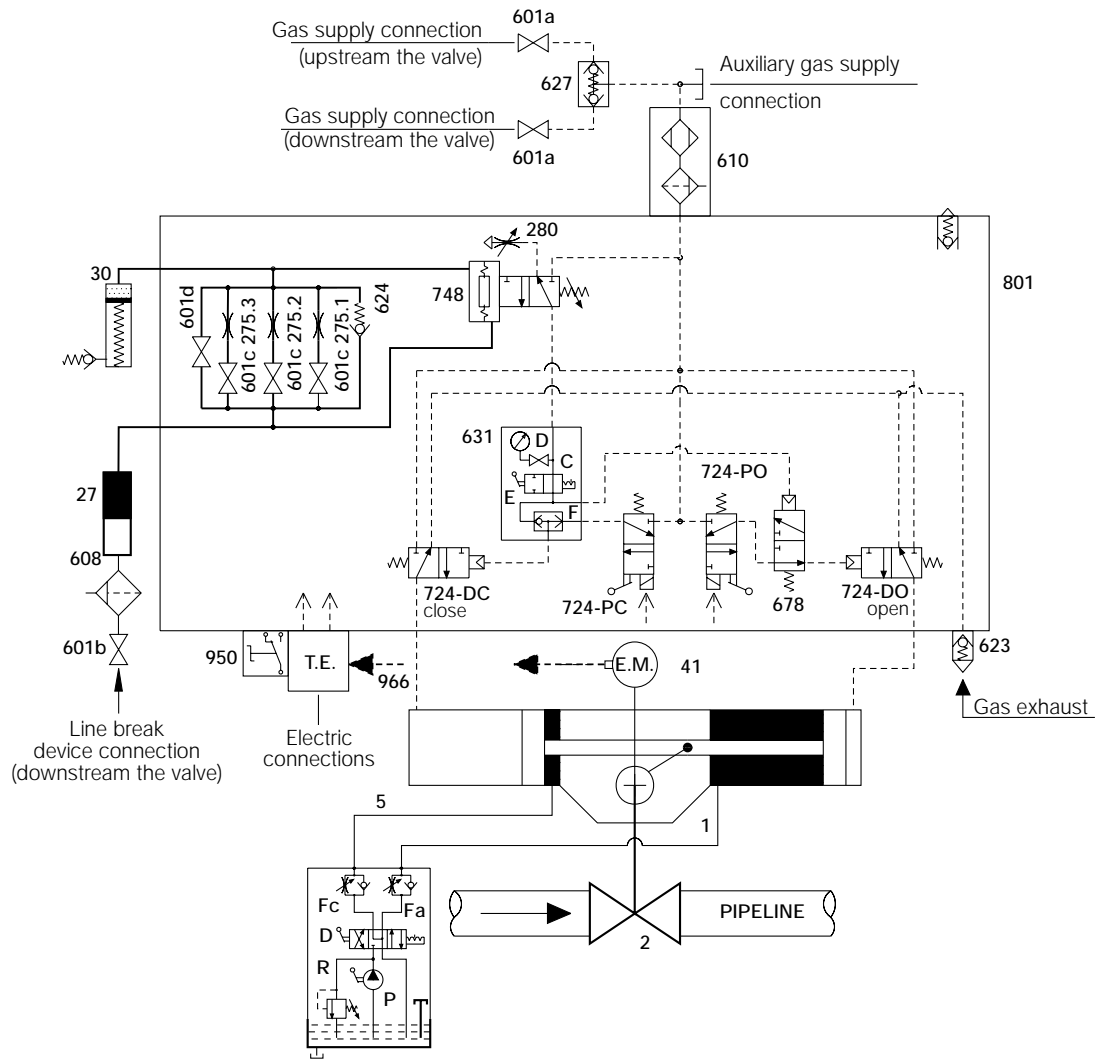 601a
Gas supply connection
(upstream the valve)
627
Auxiliary gas supply
connection
Gas supply connection
(downstream the valve)
601a
610
280
30
748
801
601d
601c 275.3
601c 275.2
601c 275.1
624
631
D
C
E
F
27
608
724-PO
724-DC
close
724-PC
678
724-DO
open
601b
950
T.E.
966
E.M.
41
623
Gas exhaust
Line break
device connection
(downstream the valve)
Electric
connections
5
1
Fc
Fa
D
R
P
T
PIPELINE
2